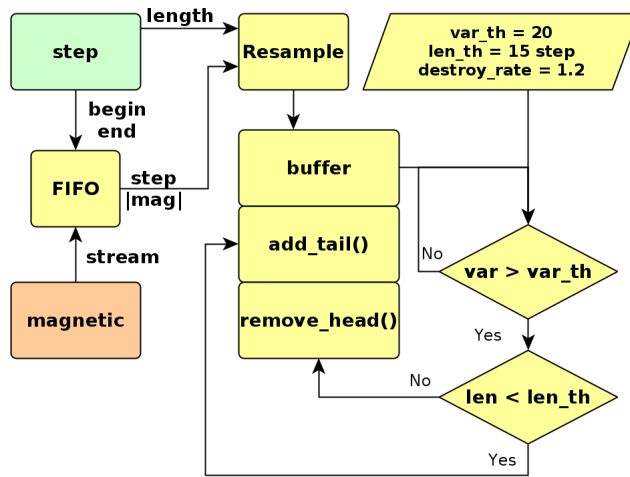 length
step
Resample
var_th = 20
len_th = 15 step
destroy_rate = 1.2
begin
end
FIFO
step
|mag|
buffer
stream
add_tail()
No
var > var_th
magnetic
remove_head()
Yes
No
len < len_th
Yes